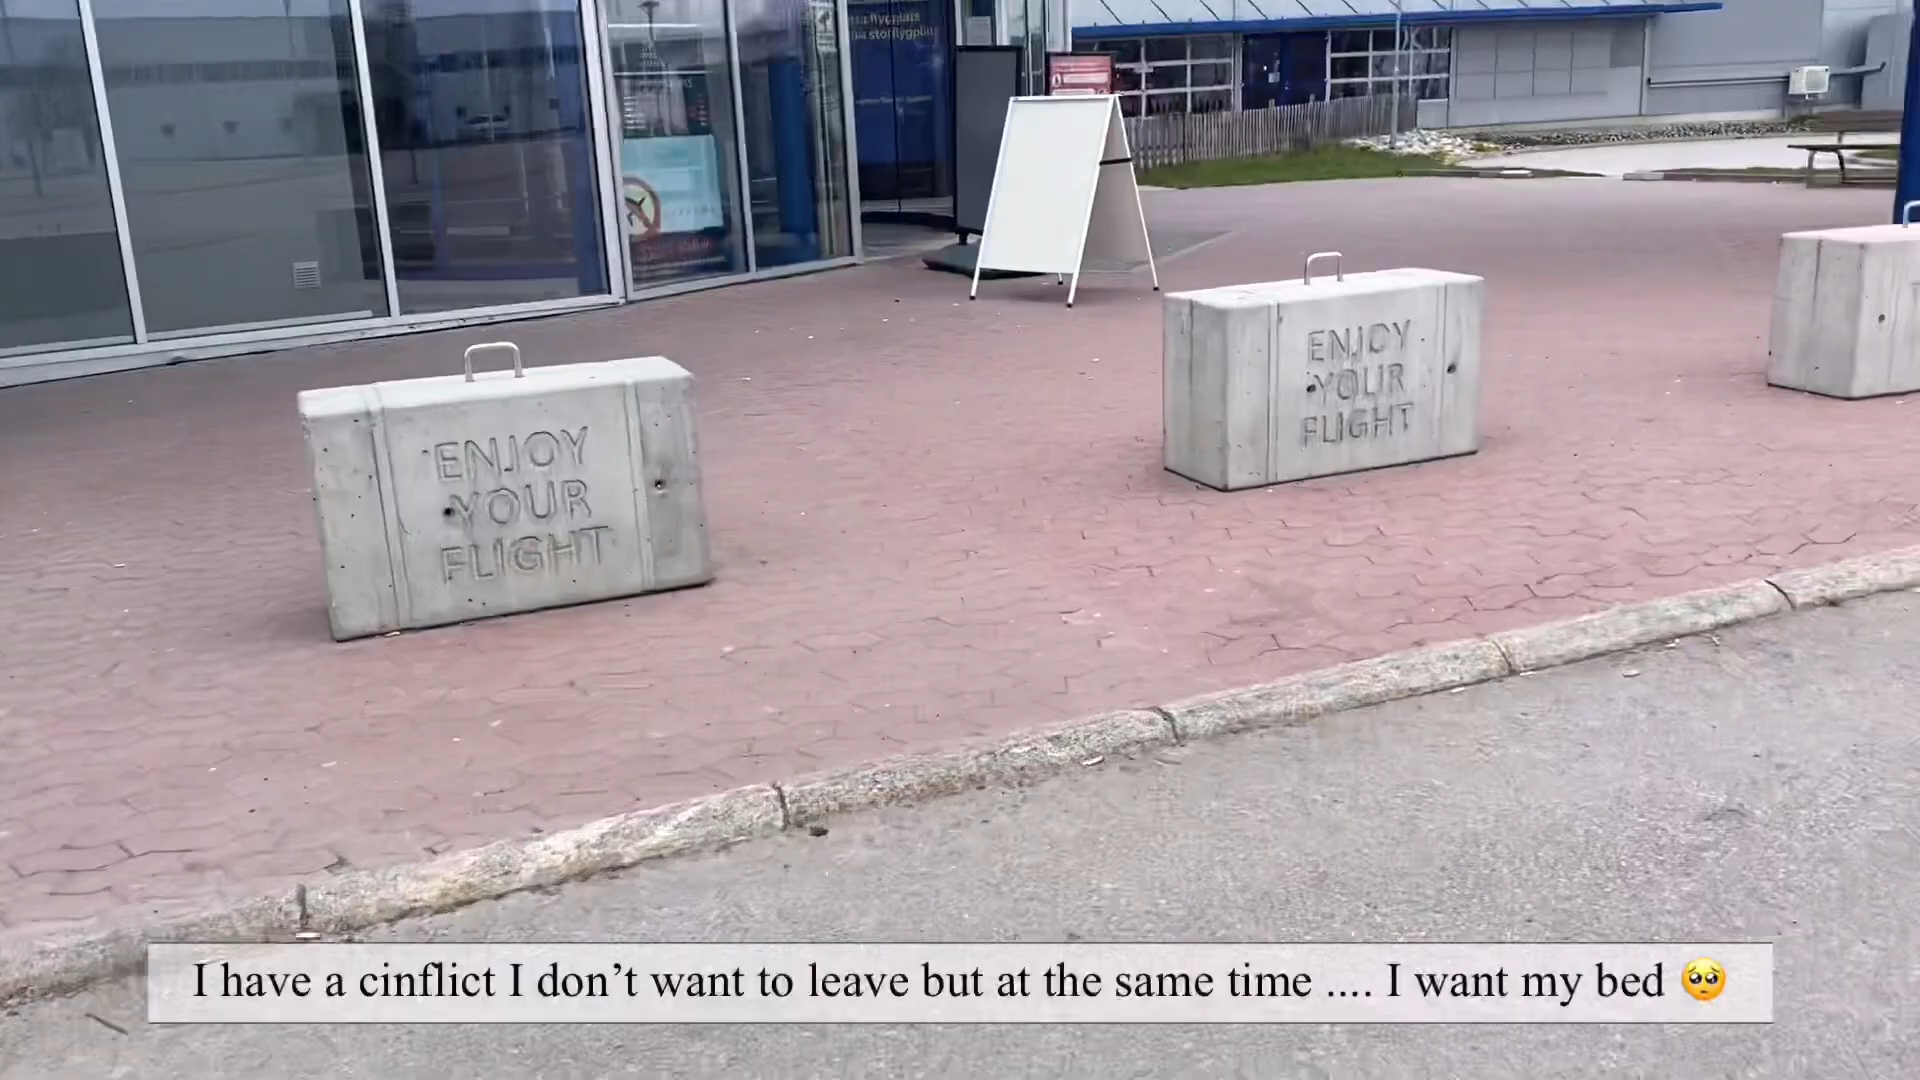 ENJOY
YOUR
FLIGHT
ENJOY
YOUR
FLIGHT
I have a cinflict I don’t want to leave but at the same time .... I want my bed 🥺